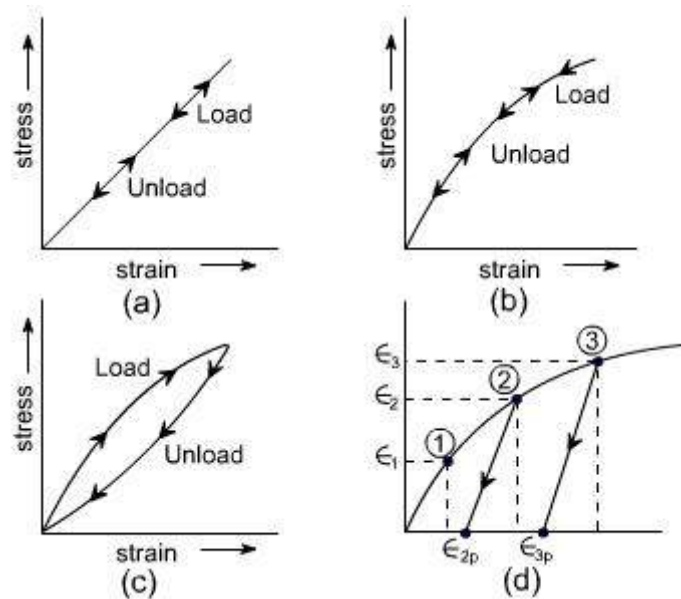 stress
Load
Unload
strain
(a)
stress
Load
Unload
strain
(b)
stress
Load
Unload
strain
(c)
∈3
∈2
∈1
1
2
3
∈2p
∈3p
(d)